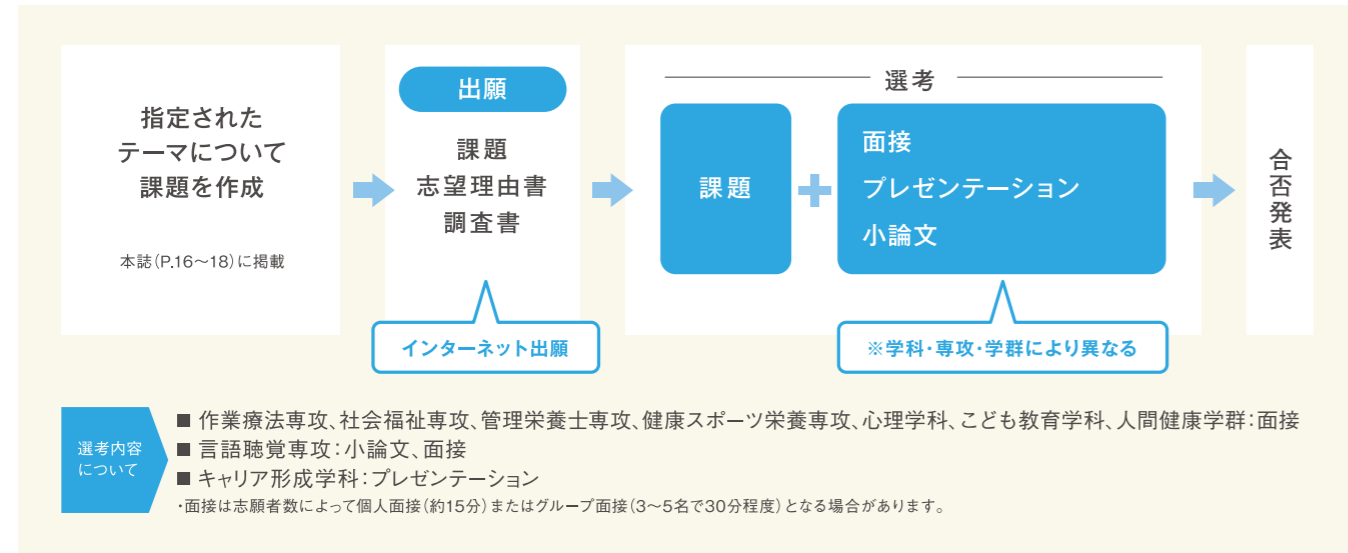 指定された
テーマについて
課題を作成
本誌(P.16〜18)に掲載
出願
課題
志望理由書
調査書
インターネット出願
選考
課題
面接
プレゼンテーション
小論文
※学科・専攻・学群により異なる
合否発表
選考内容
について
■ 作業療法専攻、社会福祉専攻、管理栄養士専攻、健康スポーツ栄養専攻、心理学科、こども教育学科、人間健康学群:面接
■ 言語聴覚専攻:小論文、面接
■ キャリア形成学科:プレゼンテーション
・面接は志願者数によって個人面接(約15分)またはグループ面接(3〜5名で30分程度)となる場合があります。